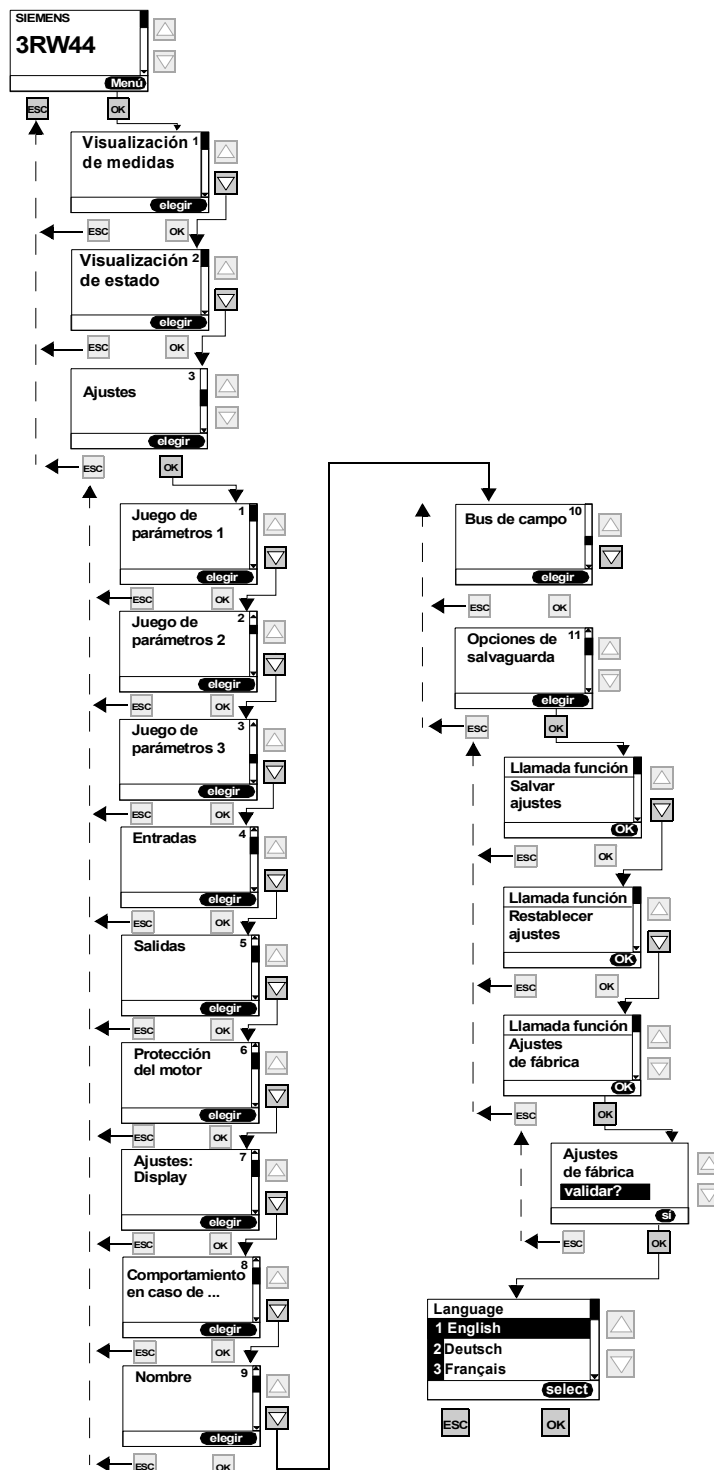 SIEMENS
3RW44
Menú
ESC
OK
Visualización 1
de medidas
elegir
ESC
OK
Visualización 2
de estado
elegir
ESC
OK
3
Ajustes
elegir
ESC
OK
Juego de 1
parámetros 1
elegir
ESC
OK
Juego de 2
parámetros 2
elegir
ESC
OK
Juego de 3
parámetros 3
elegir
ESC
OK
Entradas 4
elegir
ESC
OK
Salidas 5
elegir
ESC
OK
Protección 6
del motor
elegir
ESC
OK
Ajustes: 7
Display
elegir
ESC
OK
8
Comportamiento
en caso de ...
elegir
ESC
OK
Nombre 9
elegir
ESC
OK
Bus de campo 10
elegir
ESC
OK
Opciones de 11
salvaguarda
elegir
ESC
OK
Llamada función
Salvar
ajustes
OK
ESC
OK
Llamada función
Restablecer
ajustes
OK
ESC
OK
Llamada función
Ajustes
de fábrica
OK
ESC
OK
Ajustes
de fábrica
validar?
sí
ESC
OK
Language
1 English
2 Deutsch
3 Français
select
ESC
OK